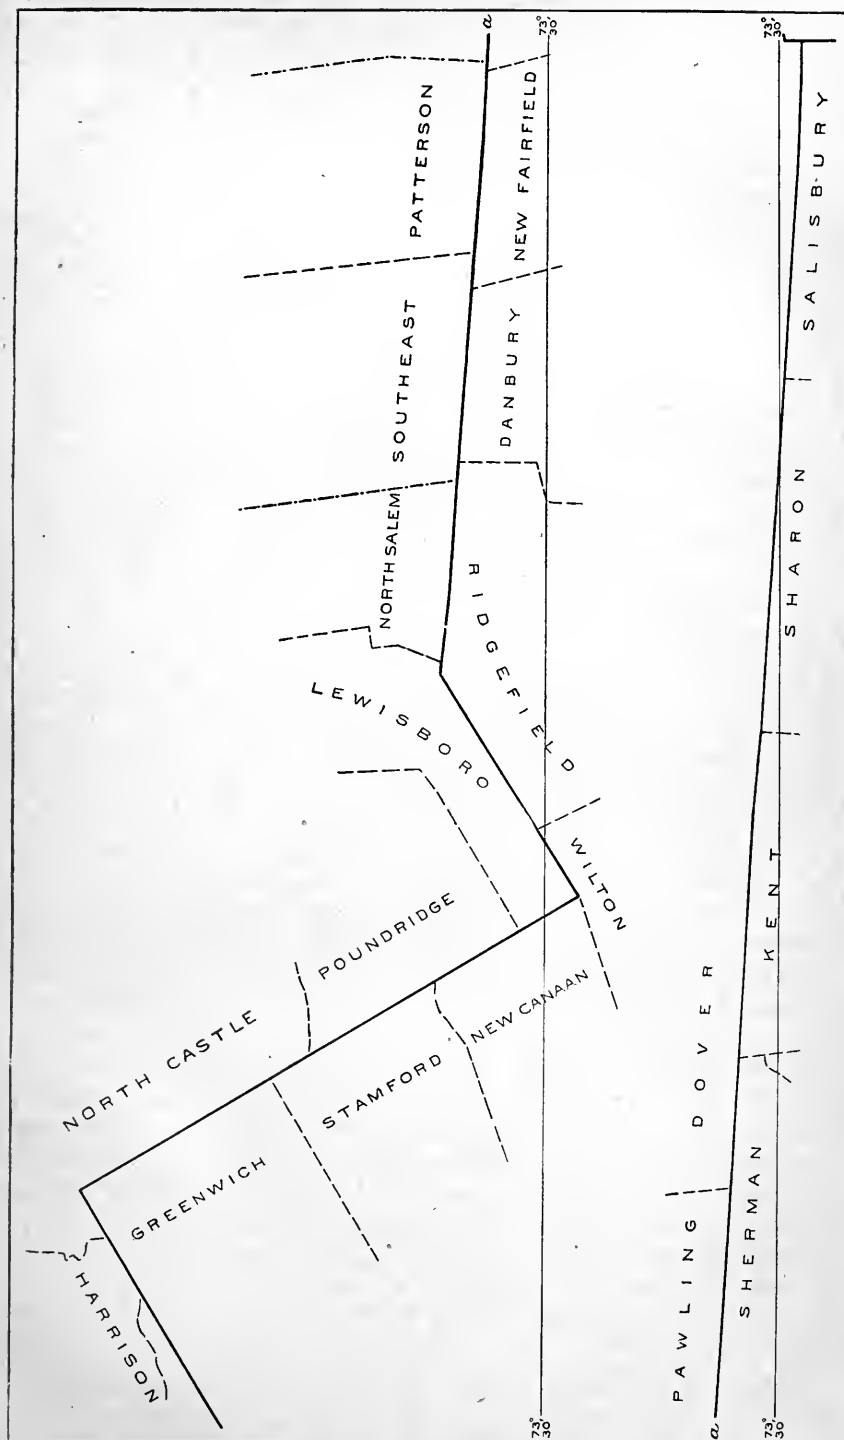 a
73°
30'
73°
30'
PATTERSON
NEW FAIRFIELD
SALISBURY
SOUTHEAST
DANBURY
NORTH SALEM
RIDGEFIELD
SHARON
LEWISBORO
WILTON
KENT
POUNDRIDGE
NORTH CASTLE
NEW CANAAN
STAMFORD
DOVER
GREENWICH
SHERMAN
PAWLING
HARRISON
a
73°
30'
73°
30'